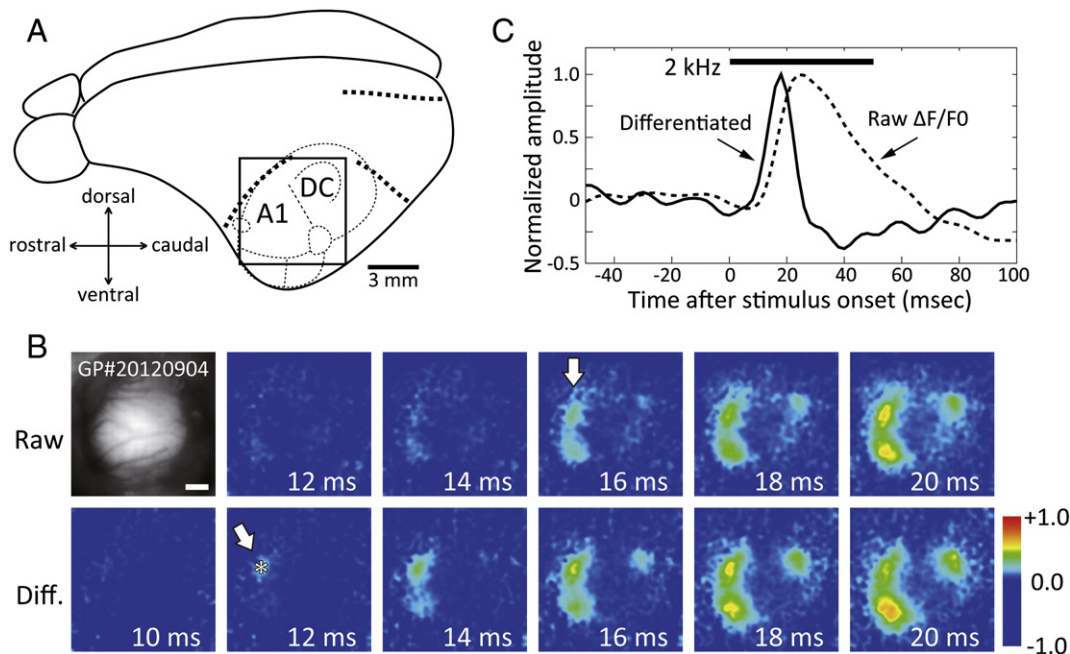 A
DC
A1
dorsal
rostral
caudal
ventral
3 mm
C
Normalized amplitude
1.0
0.5
0
-0.5
2 kHz
Differentiated
Raw ΔF/F0
-40 -20 0 20 40 60 80 100
Time after stimulus onset (msec)
B
Raw
GP#20120904
12 ms
14 ms
16 ms
18 ms
20 ms
Diff.
10 ms
12 ms
*
14 ms
16 ms
18 ms
20 ms
+1.0
0.0
-1.0